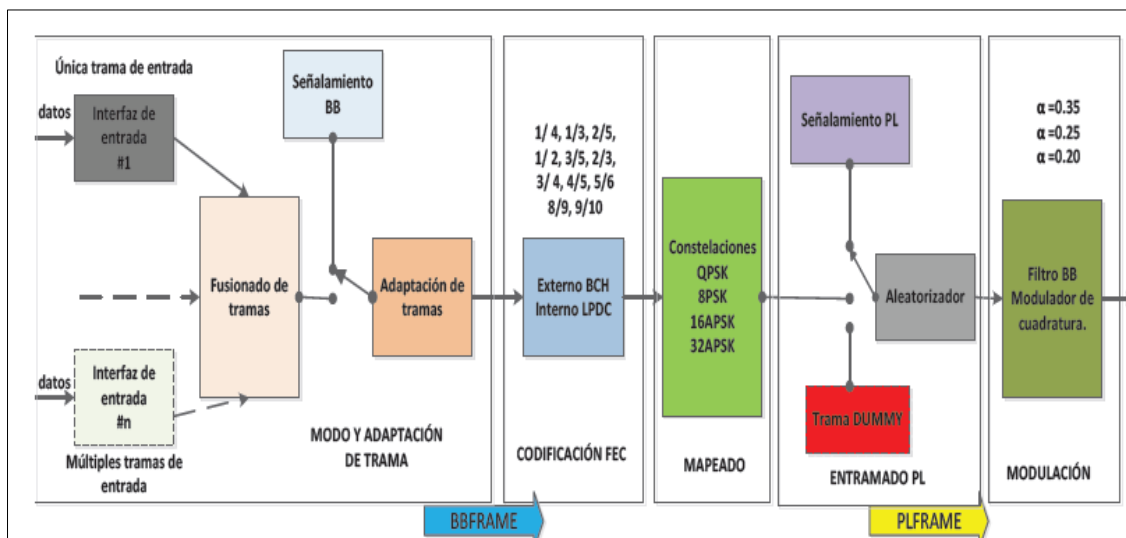 Única trama de entrada
datos
Interfaz de
entrada
#1
Señalamiento
BB
Fusionado de
tramas
Adaptación de
tramas
datos
Interfaz de
entrada
#n
Múltiples tramas de
entrada
MODO Y ADAPTACIÓN
DE TRAMA
1/ 4, 1/3, 2/5,
1/ 2, 3/5, 2/3,
3/ 4, 4/5, 5/6
8/9, 9/10
Externo BCH
Interno LPDC
CODIFICACIÓN FEC
Constelaciones
QPSK
8PSK
16APSK
32APSK
MAPEADO
Señalamiento PL
Aleatorizador
Trama DUMMY
ENTRAMADO PL
α =0.35
α =0.25
α =0.20
Filtro BB
Modulador de
cuadratura.
MODULACIÓN
BBFRAME
PLFRAME